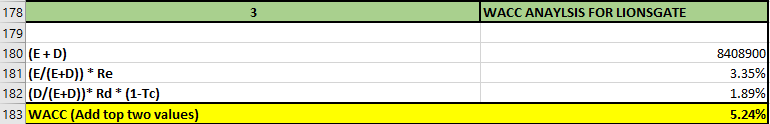 178 3 WACC ANAYLSIS FOR LIONSGATE
179
180 (E + D) 8408900
181 (E/(E+D)) * Re 3.35%
182 (D/(E+D))* Rd * (1-Tc) 1.89%
183 WACC (Add top two values) 5.24%